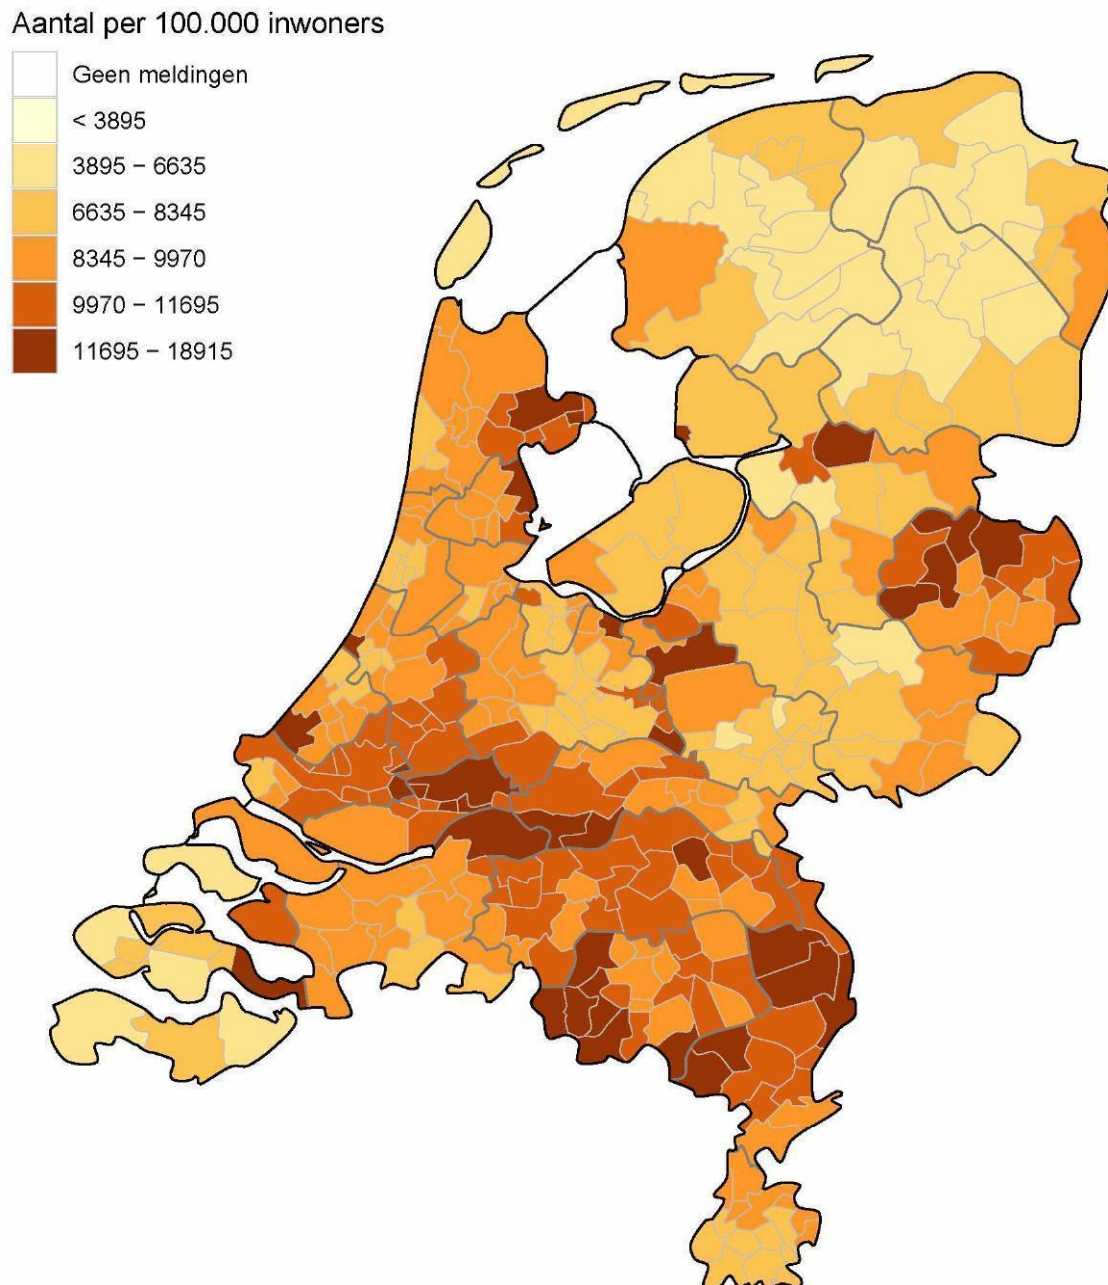 Aantal per 100.000 inwoners
Geen meldingen
< 3895
3895 – 6635
6635 – 8345
8345 – 9970
9970 – 11695
11695 – 18915